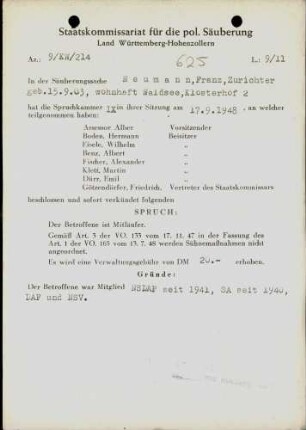 Staatskommissariat für die pol. Säuberung
Land Württemberg-Hohenzollern
Az.: 9/KW/214
625
L: 9/11
In der Säuberungssache Neumann, Franz, Zurichter
geb. 15.9.03, wohnhaft Waldsee, Klosterhof 2
hat die Spruchkammer IX in ihrer Sitzung am 17.9.1948, an welcher
teilgenommen haben:
Assessor Alber Vorsitzender
Boden, Hermann Beisitzer
Eisele, Wilhelm
Benz, Albert
Fischer, Alexander
Klett, Martin
Dürr, Emil
Götzendörfer, Friedrich, Vertreter des Staatskommissars
beschlossen und sofort verkündet folgenden
SPRUCH:
Der Betroffene ist Mitläufer.
Gemäß Art. 3 der VO. 133 vom 17. 11. 47 in der Fassung des
Art. 1 der VO. 165 vom 13. 7. 48 werden Sühnemaßnahmen nicht
angeordnet.
Es wird eine Verwaltungsgebühr von DM 20.- erhoben.
Gründe:
Der Betroffene war Mitglied NSDAP seit 1941, SA seit 1940,
DAF und NSV.